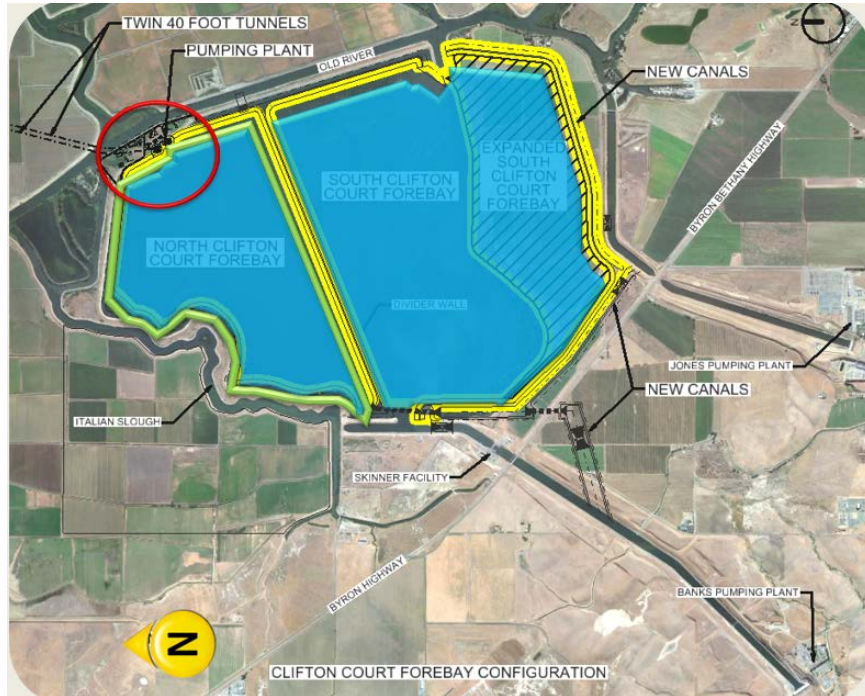 TWIN 40 FOOT TUNNELS
PUMPING PLANT
OLD RIVER
N
NEW CANALS
EXPANDED
SOUTH
CLIFTON
COURT
FOREBAY
SOUTH CLIFTON
COURT FOREBAY
BYRON BETHANY HIGHWAY
NORTH CLIFTON
COURT FOREBAY
DIVIDER WALL
JONES PUMPING PLANT
NEW CANALS
ITALIAN SLOUGH
SKINNER FACILITY
BYRON HIGHWAY
BANKS PUMPING PLANT
N
CLIFTON COURT FOREBAY CONFIGURATION